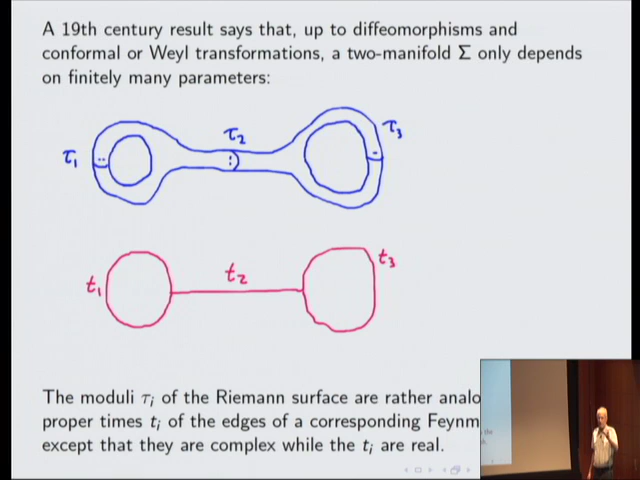 A 19th century result says that, up to diffeomorphisms and
conformal or Weyl transformations, a two-manifold Σ only depends
on finitely many parameters:
τ₁ τ₂ τ₃
t₁ t₂ t₃
The moduli τᵢ of the Riemann surface are rather analo
proper times tᵢ of the edges of a corresponding Feynm
except that they are complex while the tᵢ are real.